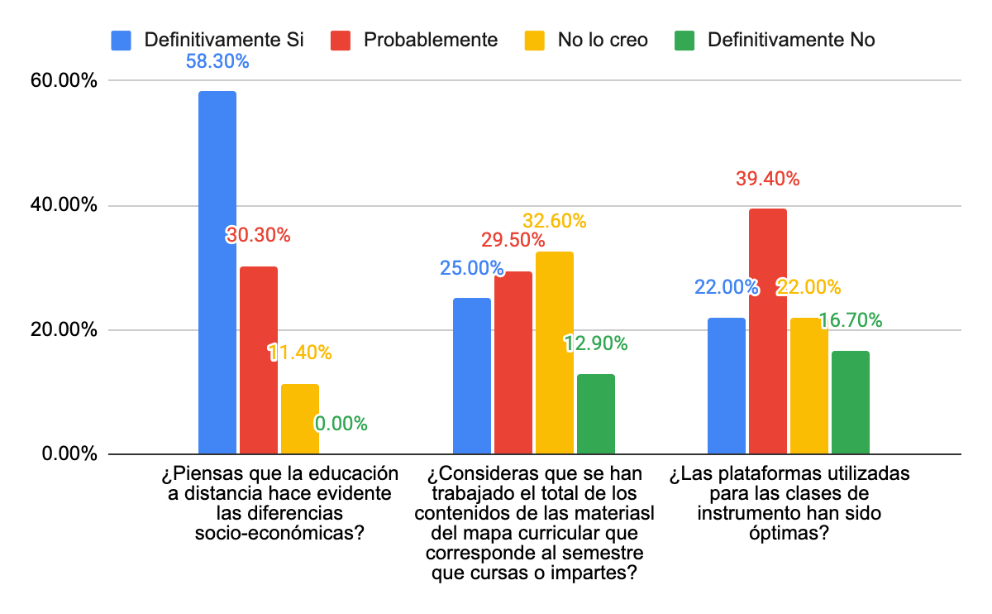 Definitivamente Si Probablemente No lo creo Definitivamente No
58.30%
60.00%
39.40%
40.00%
30.30%
32.60%
29.50%
25.00%
22.00% 22.00%
20.00%
16.70%
11.40%
12.90%
0.00%
0.00%
¿Piensas que la educación
a distancia hace evidente
las diferencias
socio-económicas?
¿Consideras que se han
trabajado el total de los
contenidos de las materiasl
del mapa curricular que
corresponde al semestre
que cursas o impartes?
¿Las plataformas utilizadas
para las clases de
instrumento han sido
óptimas?